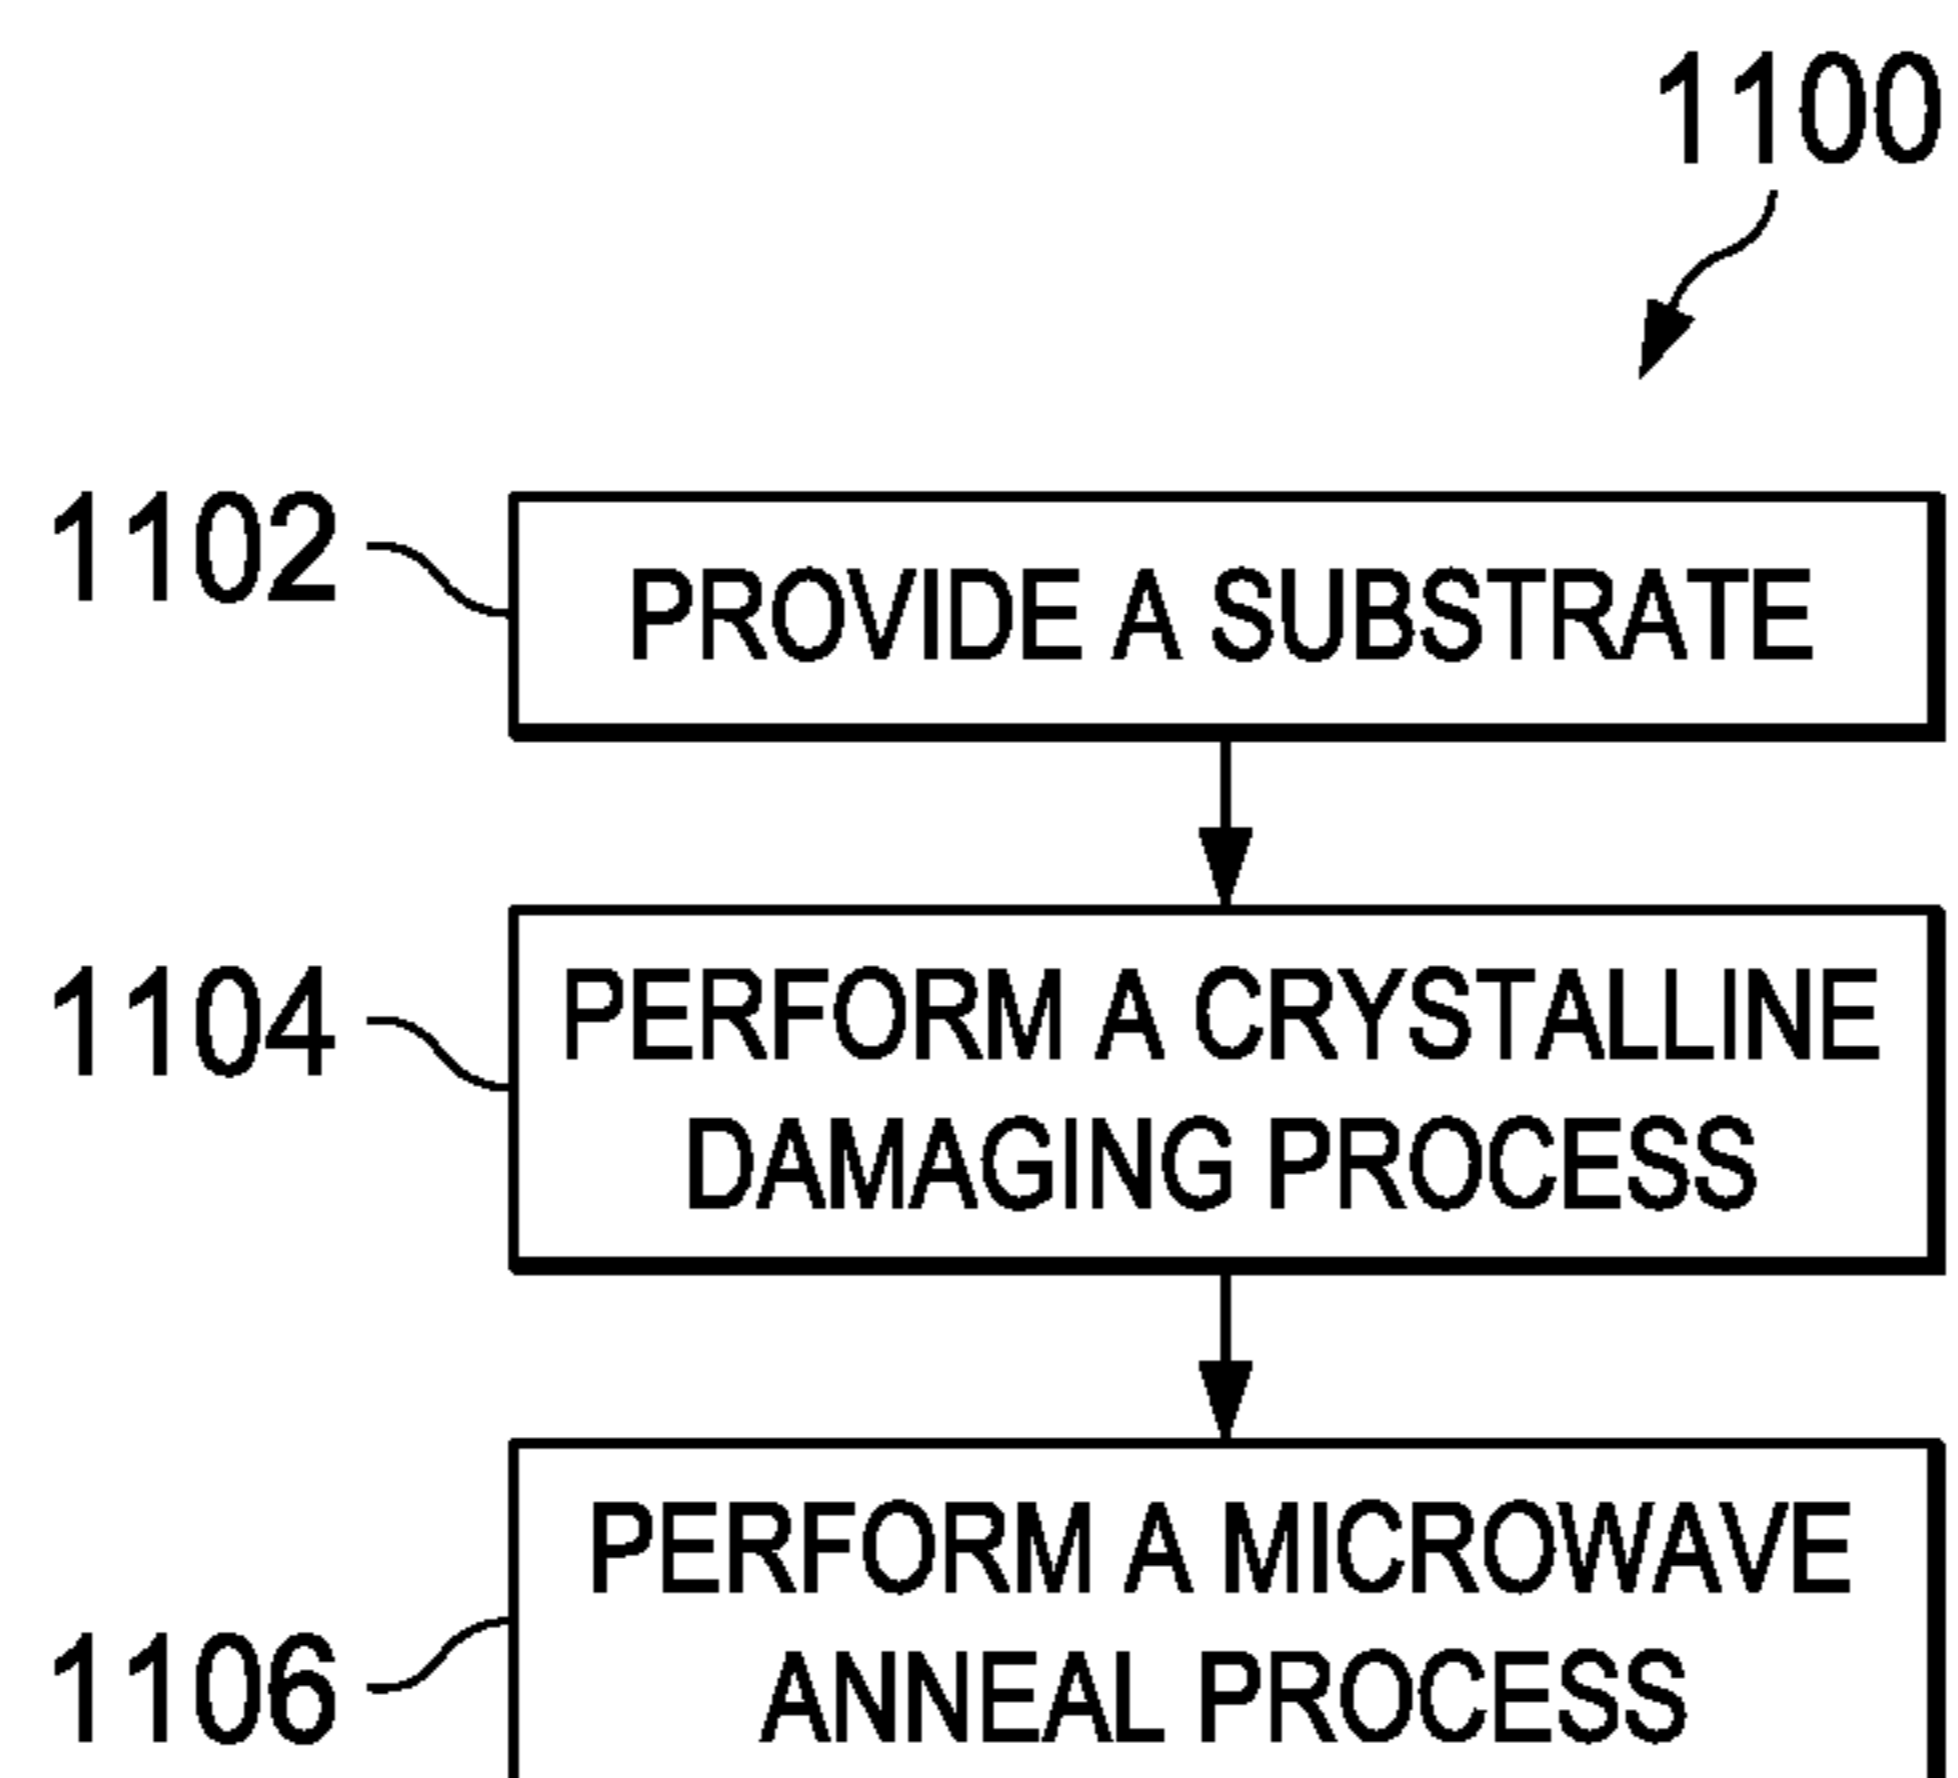 1100
1102
PROVIDE A SUBSTRATE
1104
PERFORM A CRYSTALLINE
DAMAGING PROCESS
PERFORM A MICROWAVE
1106
ANNEAL PROCESS